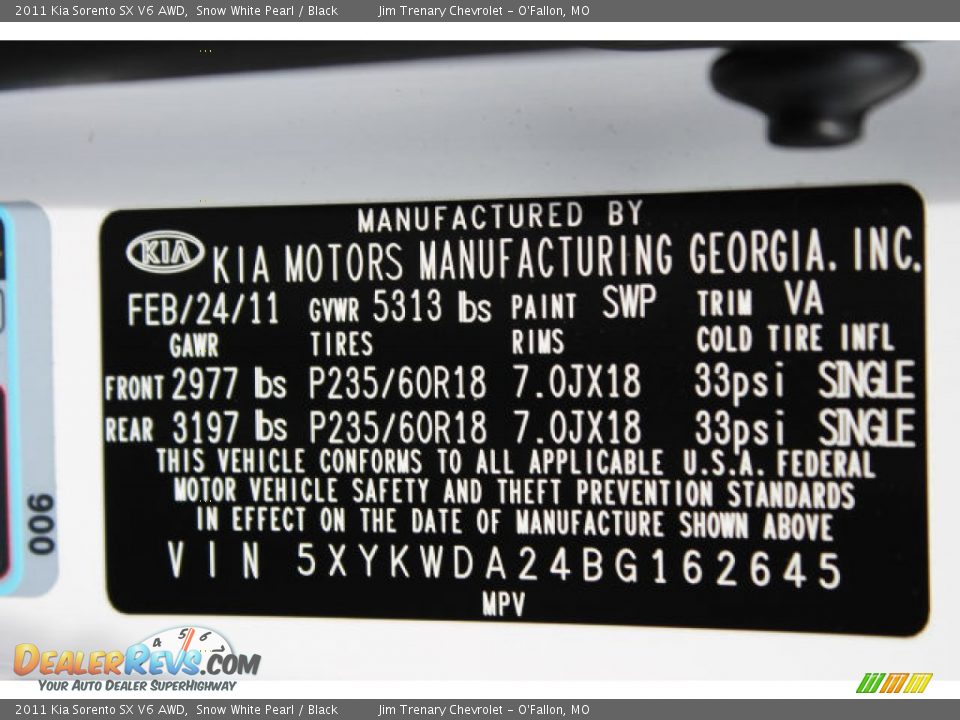 2011 Kia Sorento SX V6 AWD, Snow White Pearl / Black Jim Trenary Chevrolet - O'Fallon, MO
MANUFACTURED BY
KIA KIA MOTORS MANUFACTURING GEORGIA. INC.
FEB/24/11 GVWR 5313 lbs PAINT SWP TRIM VA
GAWR TIRES RIMS COLD TIRE INFL
FRONT 2977 lbs P235/60R18 7.0JX18 33psi SINGLE
REAR 3197 lbs P235/60R18 7.0JX18 33psi SINGLE
THIS VEHICLE CONFORMS TO ALL APPLICABLE U.S.A. FEDERAL
MOTOR VEHICLE SAFETY AND THEFT PREVENTION STANDARDS
IN EFFECT ON THE DATE OF MANUFACTURE SHOWN ABOVE
VIN 5XYKWDA24BG162645
MPV
006
4 5 6 7
DEALERREVS.COM
YOUR AUTO DEALER SUPERHIGHWAY
2011 Kia Sorento SX V6 AWD, Snow White Pearl / Black Jim Trenary Chevrolet - O'Fallon, MO